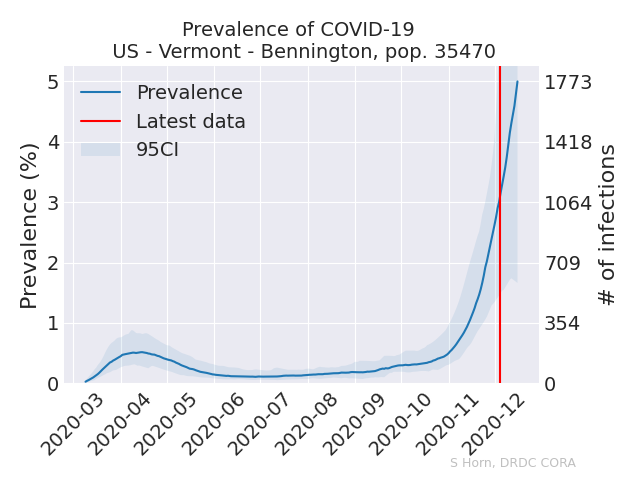 Prevalence of COVID-19
US - Vermont - Bennington, pop. 35470
Prevalence
Latest data
95CI
Prevalence (%)
5
4
3
2
1
0
1773
1418
1064
709
354
0
# of infections
2020-03
2020-04
2020-05
2020-06
2020-07
2020-08
2020-09
2020-10
2020-11
2020-12
S Horn, DRDC CORA